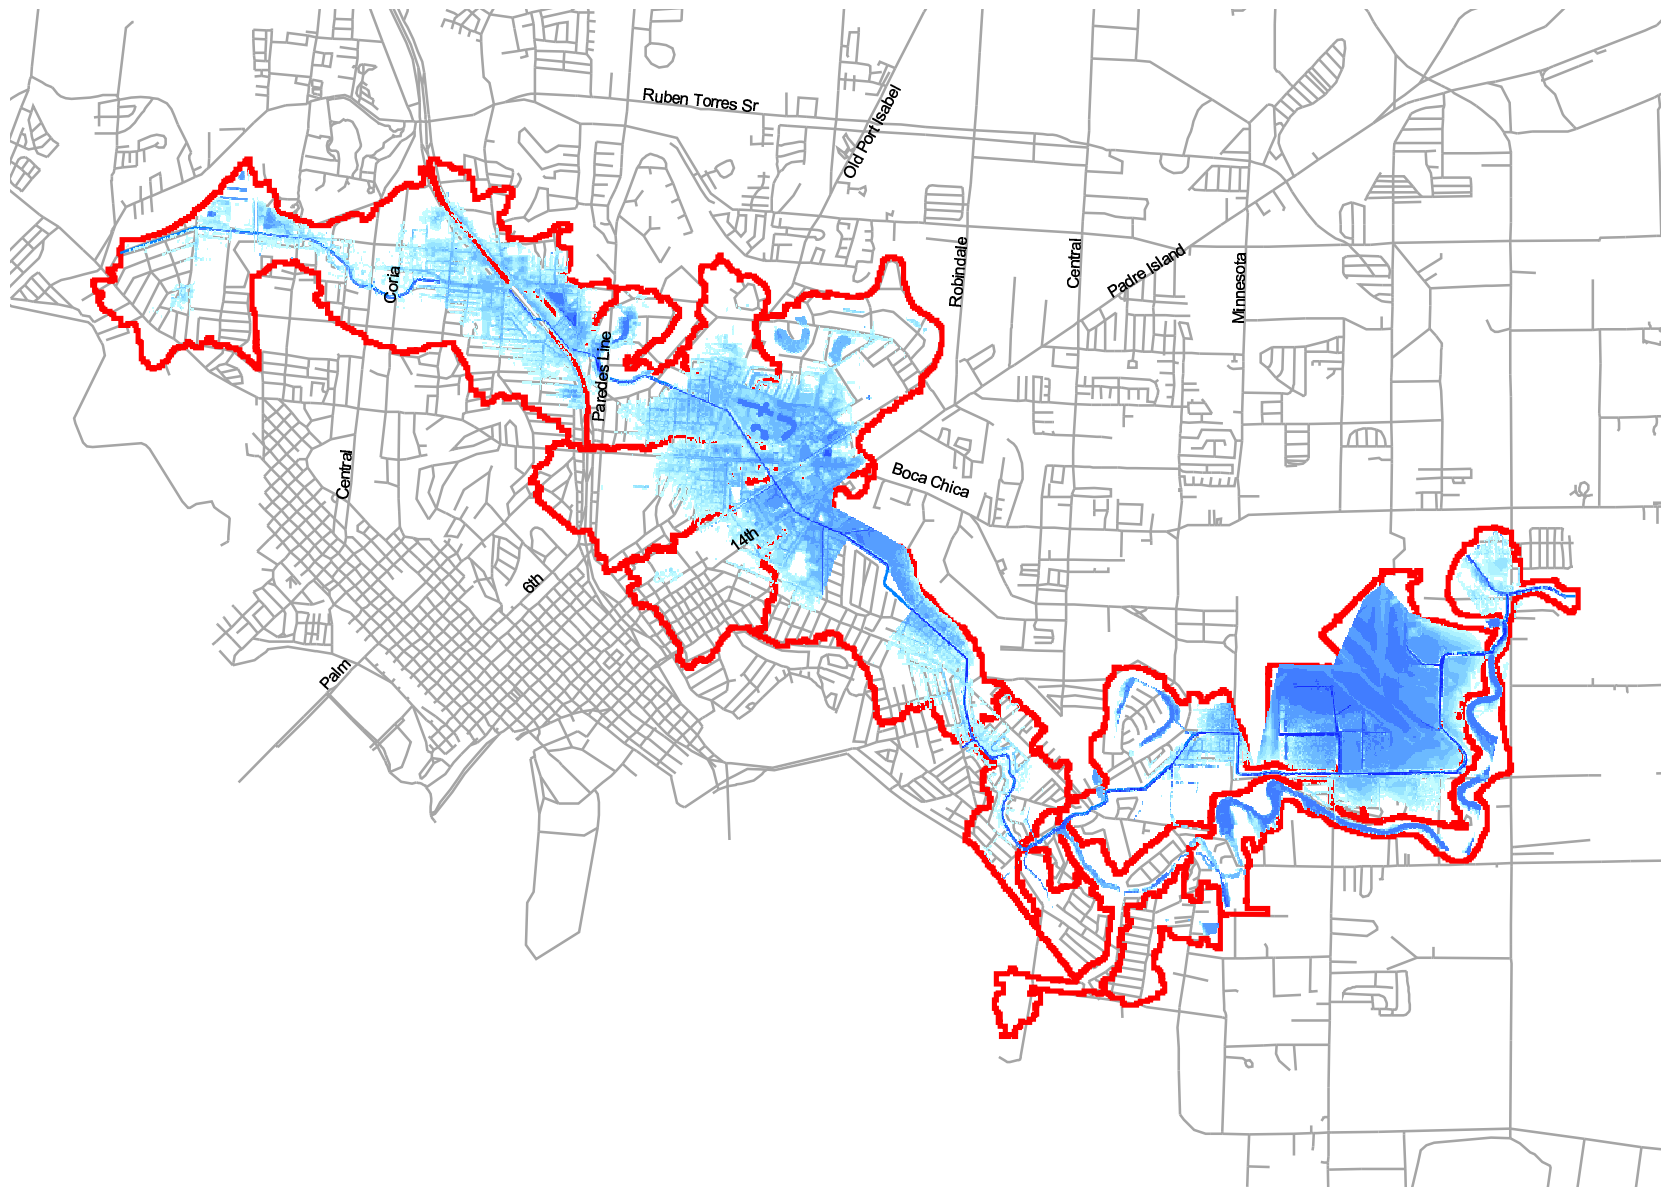 Ruben Torres Sr
Old Port Isabel
Robindale
Central
Padre Island
Minnesota
Coria
Paredes Line
Central
Boca Chica
14th
6th
Palm